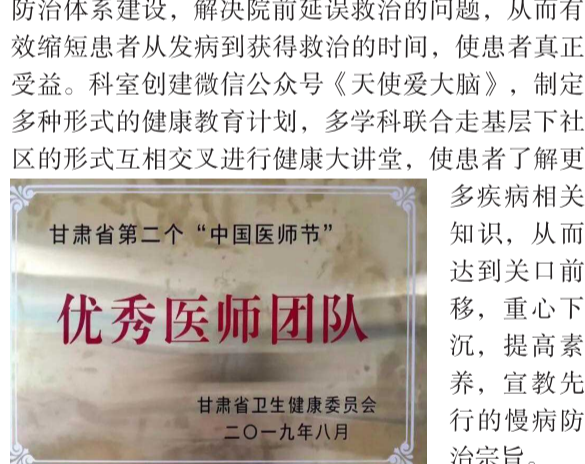 防治体系建设，解决院前延误救治的问题，从而有
效缩短患者从发病到获得救治的时间，使患者真正
受益。科室创建微信公众号《天使爱大脑》，制定
多种形式的健康教育计划，多学科联合走基层下社
区的形式互相交叉进行健康大讲堂，使患者了解更
多疾病相关
知识，从而
达到关口前
移，重心下
沉，提高素
养，宣教先
行的慢病防
治宗旨。
甘肃省第二个“中国医师节”
优秀医师团队
甘肃省卫生健康委员会
二〇一九年八月